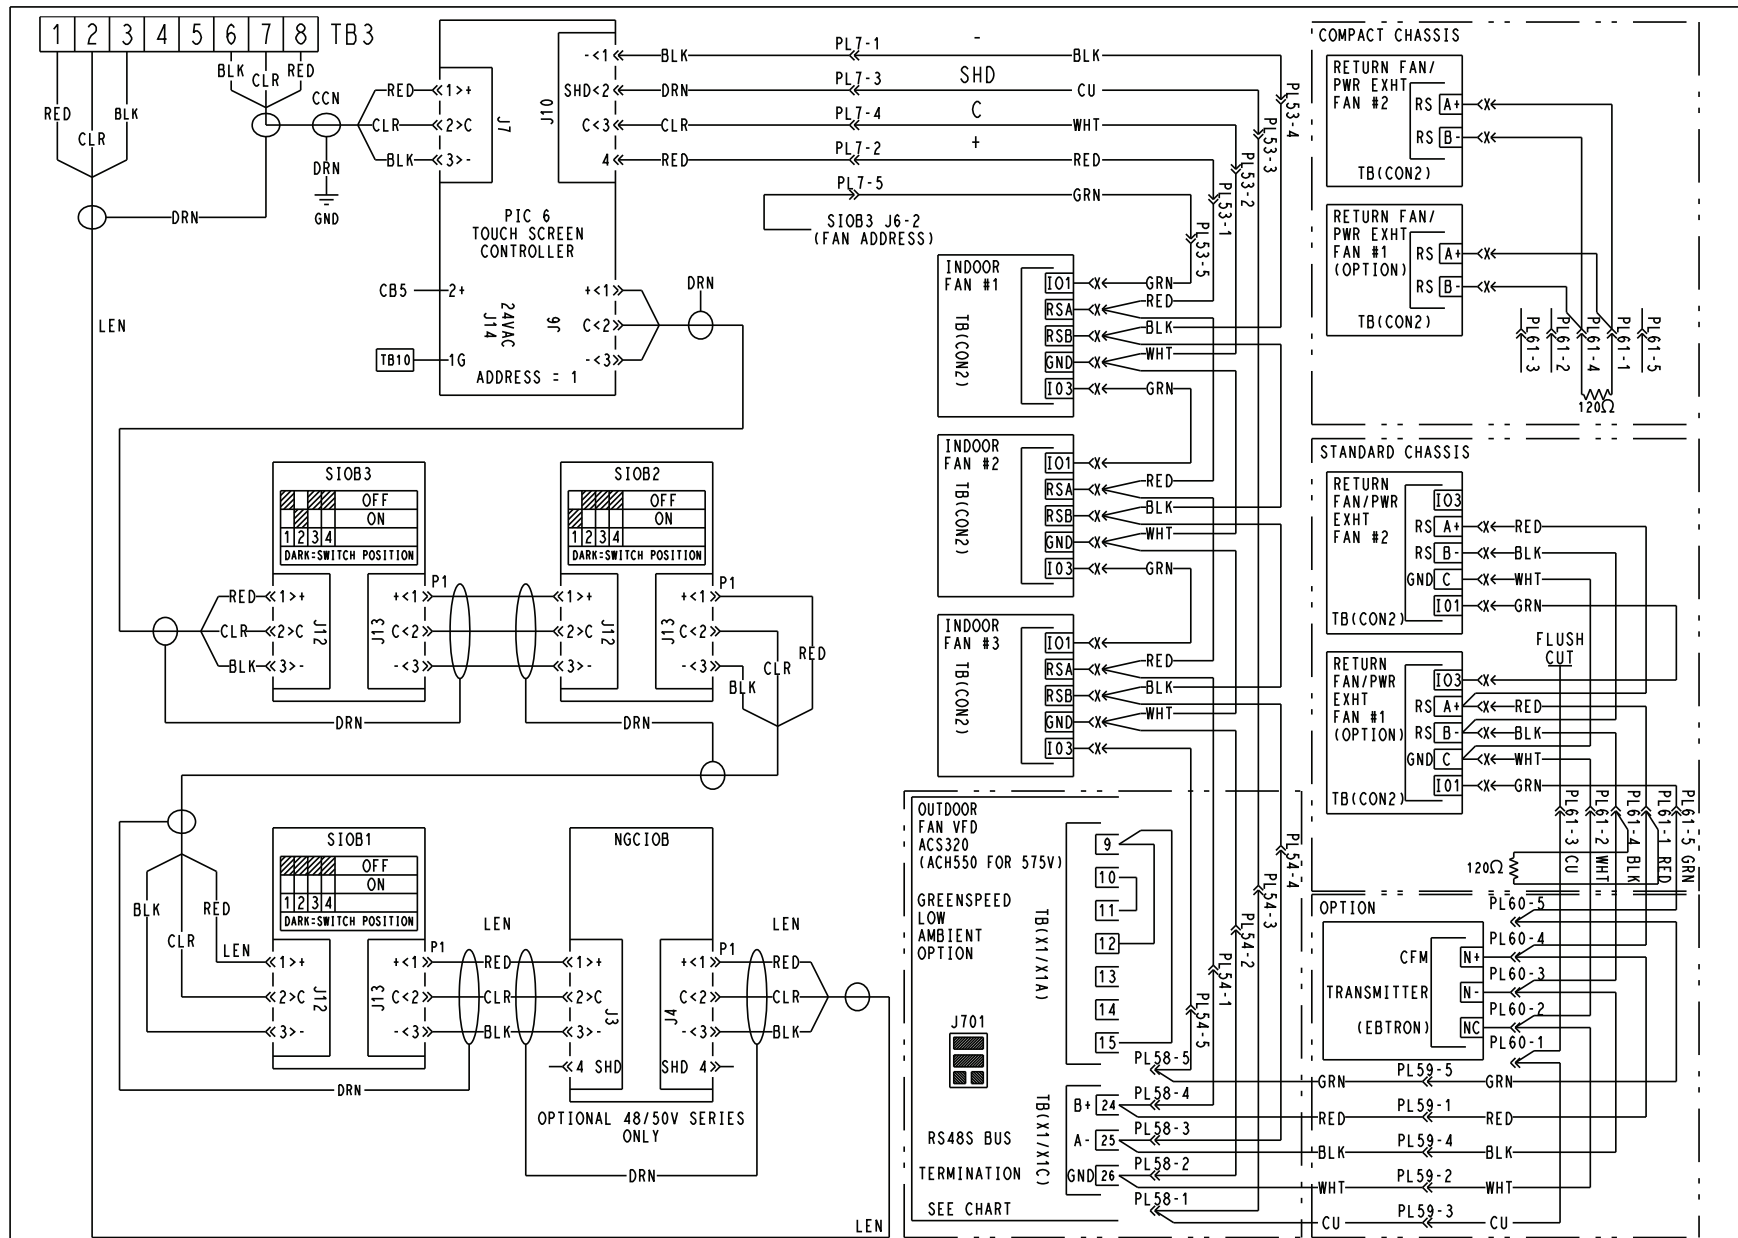 1 2 3 4 5 6 7 8 TB3
BLK CLR RED
RED CLR BLK
CCN
RED 1>+
CLR 2>C
BLK 3>-
J7
DRN
GND
DRN
LEN
-<1 BLK PL7-1 - BLK
SHD<2 DRN PL7-3 SHD CU
C<3 CLR PL7-4 C WHT
4 RED PL7-2 + RED
J10
PL7-5 GRN
SIOB3 J6-2
(FAN ADDRESS)
PIC 6
TOUCH SCREEN
CONTROLLER
CB5 2+
24VAC
J14
TB10 1G
J6
+<1
C<2
-<3
DRN
ADDRESS = 1
PL53-4
PL53-3
PL53-2
PL53-1
PL53-5
INDOOR
FAN #1
TB(CON2)
IO1 X GRN
RSA X RED
RSB X BLK
GND X WHT
IO3 X GRN
INDOOR
FAN #2
TB(CON2)
IO1 X
RSA X RED
RSB X BLK
GND X WHT
IO3 X GRN
INDOOR
FAN #3
TB(CON2)
IO1 X
RSA X RED
RSB X BLK
GND X WHT
IO3 X
COMPACT CHASSIS
RETURN FAN/
PWR EXHT
FAN #2
RS A+ X
RS B- X
TB(CON2)
RETURN FAN/
PWR EXHT
FAN #1
(OPTION)
RS A+ X
RS B- X
TB(CON2)
PL61-3
PL61-2
PL61-4
PL61-1
PL61-5
120Ω
STANDARD CHASSIS
RETURN
FAN/PWR
EXHT
FAN #2
IO3
RS A+ X RED
RS B- X BLK
GND C X WHT
IO1 X GRN
TB(CON2)
FLUSH
CUT
RETURN
FAN/PWR
EXHT
FAN #1
(OPTION)
IO3 X
RS A+ X RED
RS B- X BLK
GND C X WHT
IO1 X GRN
TB(CON2)
PL61-3 CU
PL61-2 WHT
PL61-4 BLK
PL61-1 RED
PL61-5 GRN
120Ω
SIOB3
OFF
ON
1 2 3 4
DARK=SWITCH POSITION
RED 1>+
CLR 2>C
BLK 3>-
J12
J13
P1
+<1
C<2
-<3
DRN
SIOB2
OFF
ON
1 2 3 4
DARK=SWITCH POSITION
1>+
2>C
3>-
J12
J13
P1
+<1
C<2
-<3
BLK
CLR
RED
DRN
SIOB1
OFF
ON
1 2 3 4
DARK=SWITCH POSITION
BLK
CLR
RED
LEN
1>+
2>C
3>-
J12
J13
P1
+<1
C<2
-<3
DRN
LEN
RED
CLR
BLK
NGCIOB
1>+
2>C
3>-
4 SHD
J3
J4
P1
+<1
C<2
-<3
SHD 4
LEN
RED
CLR
BLK
OPTIONAL 48/50V SERIES
ONLY
DRN
LEN
OUTDOOR
FAN VFD
ACS320
(ACH550 FOR 575V)
GREENSPEED
LOW
AMBIENT
OPTION
J701
TB(X1/X1A)
9
10
11
12
13
14
15
TB(X1/X1C)
B+ 24
A- 25
GND 26
RS48S BUS
TERMINATION
SEE CHART
PL54-4
PL54-3
PL54-2
PL54-1
PL54-5
PL58-5
PL58-4
PL58-3
PL58-2
PL58-1
OPTION
CFM
TRANSMITTER
(EBTRON)
N+
N-
NC
PL60-5
PL60-4
PL60-3
PL60-2
PL60-1
GRN PL59-5 GRN
RED PL59-1 RED
BLK PL59-4 BLK
WHT PL59-2 WHT
CU PL59-3 CU